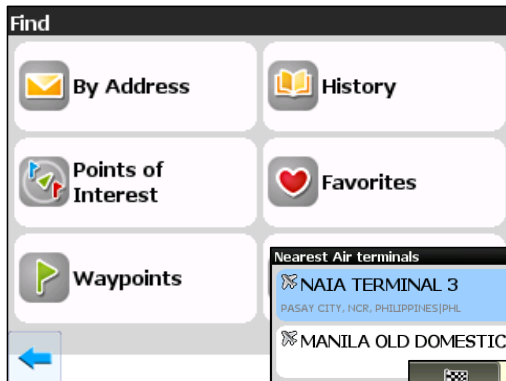 Find
By Address
History
Points of
Interest
Favorites
Waypoints
Nearest Air terminals
NAIA TERMINAL 3
PASAY CITY, NCR, PHILIPPINES|PHL
MANILA OLD DOMESTIC